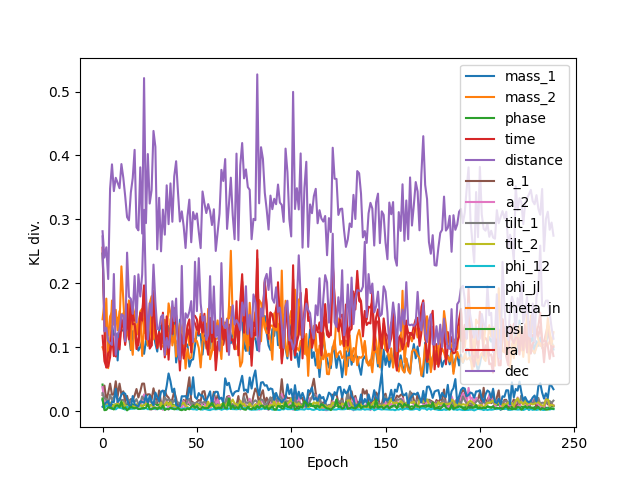 KL div.
0.5
0.4
0.3
0.2
0.1
0.0
0
50
100
150
200
250
Epoch
mass_1
mass_2
phase
time
distance
a_1
a_2
tilt_1
tilt_2
phi_12
phi_jl
theta_jn
psi
ra
dec